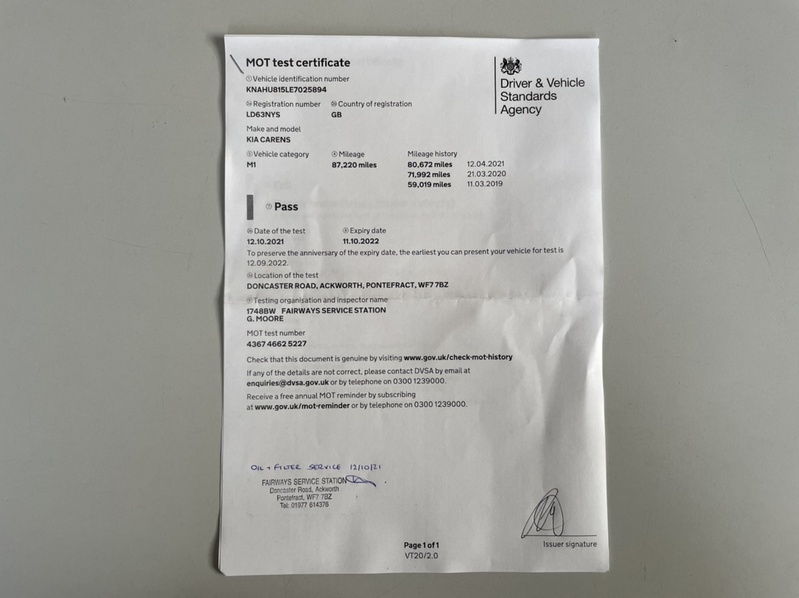 MOT test certificate
Vehicle identification number
KNAHU815LE7025894
Registration number Country of registration
LD63NYS GB
Make and model
KIA CARENS
Vehicle category Mileage Mileage history
M1 87,220 miles 80,672 miles 12.04.2021
71,992 miles 21.03.2020
59,019 miles 11.03.2019
Driver & Vehicle
Standards
Agency
Pass
Date of the test Expiry date
12.10.2021 11.10.2022
To preserve the anniversary of the expiry date, the earliest you can present your vehicle for test is
12.09.2022.
Location of the test
DONCASTER ROAD, ACKWORTH, PONTEFRACT, WF7 7BZ
Testing organisation and inspector name
1748BW FAIRWAYS SERVICE STATION
G. MOORE
MOT test number
4367 4662 5227
Check that this document is genuine by visiting www.gov.uk/check-mot-history
If any of the details are not correct, please contact DVSA by email at
enquiries@dvsa.gov.uk or by telephone on 0300 1239000.
Receive a free annual MOT reminder by subscribing
at www.gov.uk/mot-reminder or by telephone on 0300 1239000.
OIL + FILTER SERVICE 12/10/21
FAIRWAYS SERVICE STATION
Doncaster Road, Ackworth
Pontefract, WF7 7BZ
Tel: 01977 614376
Issuer signature
Page 1 of 1
VT20/2.0